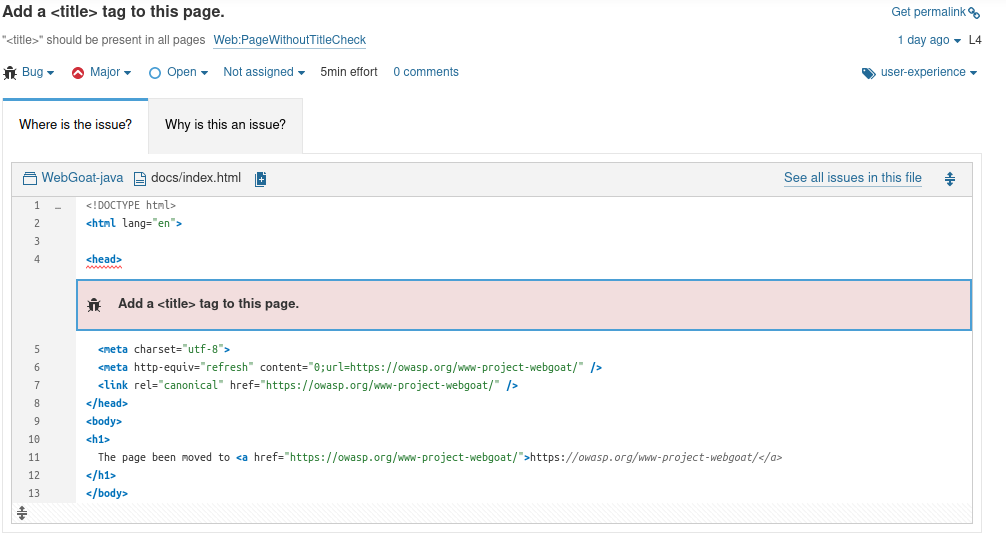 Add a <title> tag to this page.
Get permalink
"<title>" should be present in all pages Web:PageWithoutTitleCheck
1 day ago L4
Bug Major Open Not assigned 5min effort 0 comments
user-experience
Where is the issue? Why is this an issue?
WebGoat-java docs/index.html
See all issues in this file
1 … <!DOCTYPE html>
2 <html lang="en">
3
4 <head>
Add a <title> tag to this page.
5 <meta charset="utf-8">
6 <meta http-equiv="refresh" content="0;url=https://owasp.org/www-project-webgoat/" />
7 <link rel="canonical" href="https://owasp.org/www-project-webgoat/" />
8 </head>
9 <body>
10 <h1>
11 The page been moved to <a href="https://owasp.org/www-project-webgoat/">https://owasp.org/www-project-webgoat/</a>
12 </h1>
13 </body>